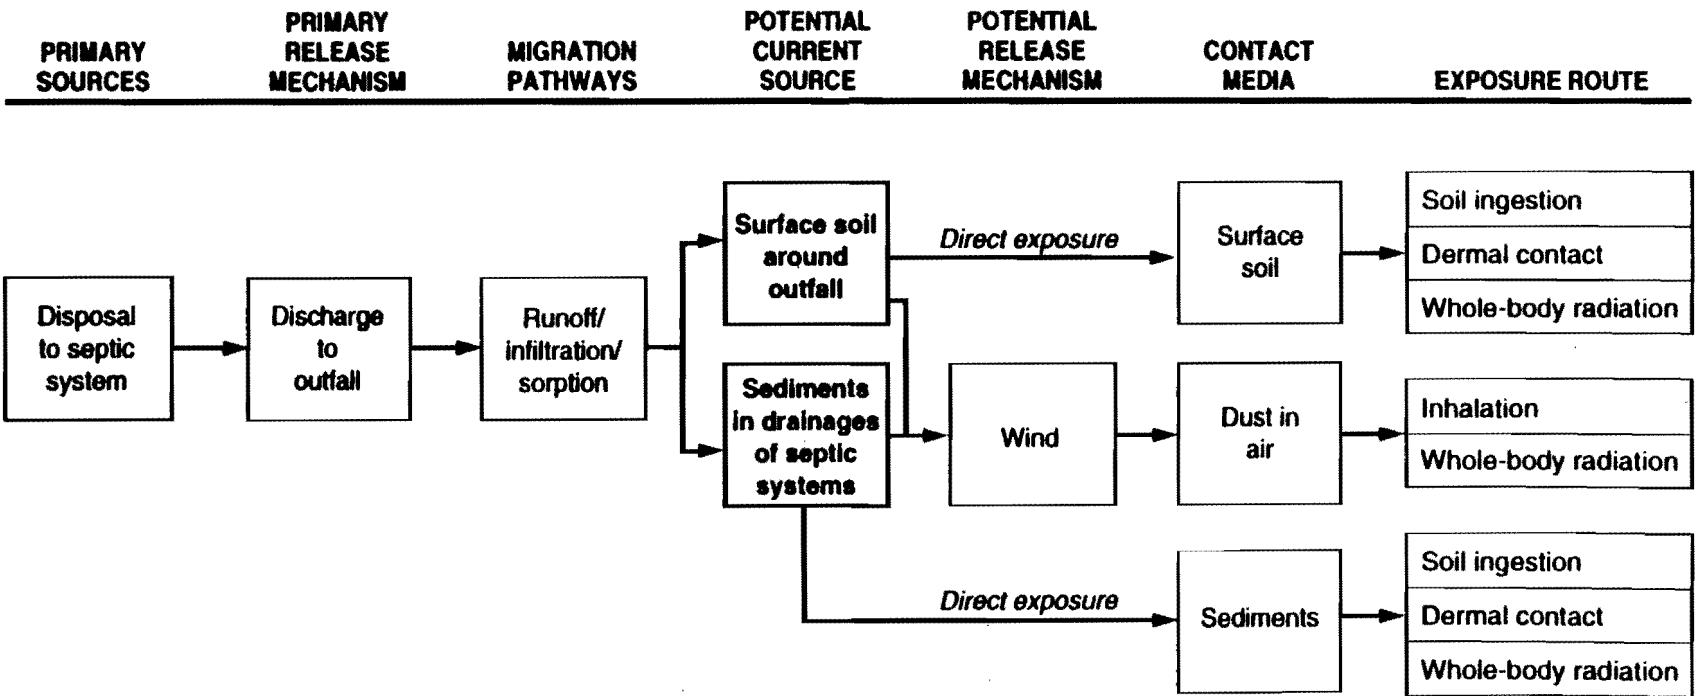 PRIMARY
SOURCES
PRIMARY
RELEASE
MECHANISM
MIGRATION
PATHWAYS
POTENTIAL
CURRENT
SOURCE
POTENTIAL
RELEASE
MECHANISM
CONTACT
MEDIA
EXPOSURE ROUTE
Disposal
to septic
system
Discharge
to
outfall
Runoff/
infiltration/
sorption
Surface soil
around
outfall
Direct exposure
Surface
soil
Soil ingestion
Dermal contact
Whole-body radiation
Sediments
in drainages
of septic
systems
Wind
Dust in
air
Inhalation
Whole-body radiation
Direct exposure
Sediments
Soil ingestion
Dermal contact
Whole-body radiation